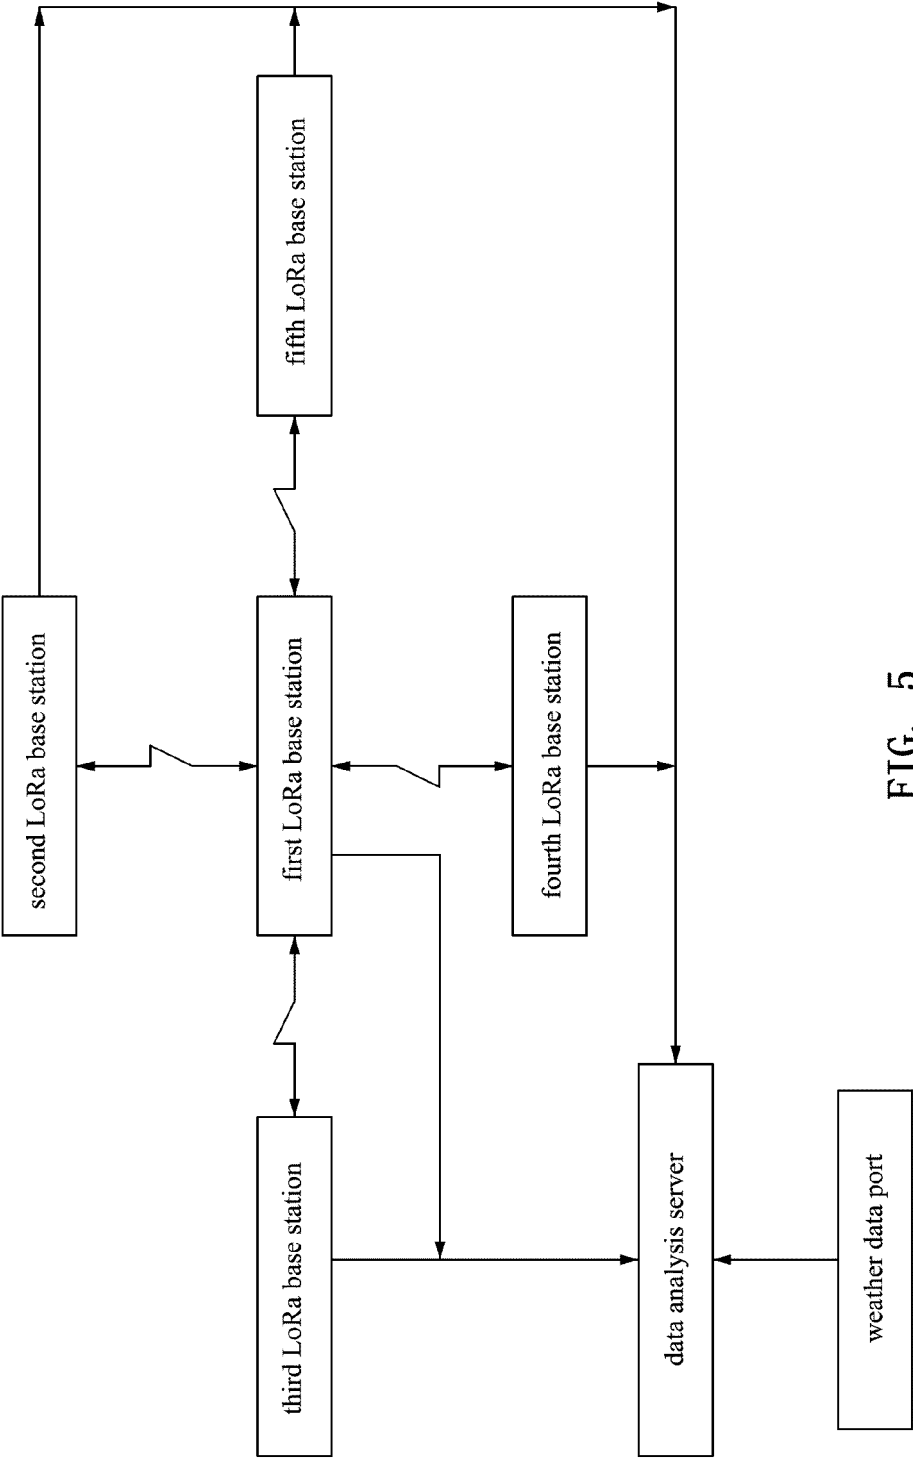 second LoRa base station
third LoRa base station
first LoRa base station
fifth LoRa base station
fourth LoRa base station
data analysis server
weather data port
FIG. 5